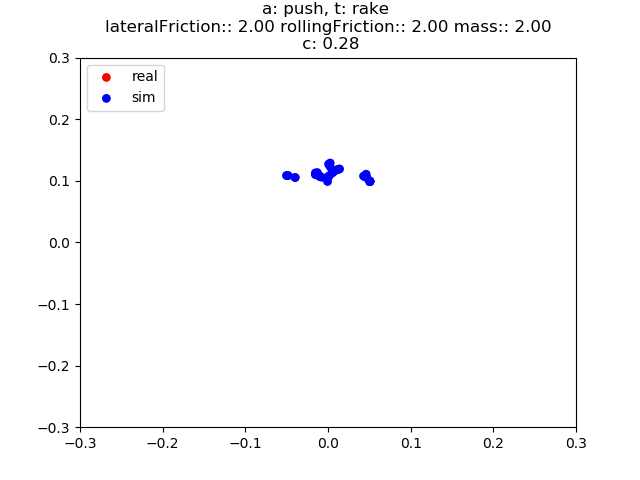 a: push, t: rake
lateralFriction:: 2.00 rollingFriction:: 2.00 mass:: 2.00
c: 0.28
real
sim
0.3
0.2
0.1
0.0
−0.1
−0.2
−0.3
−0.3
−0.2
−0.1
0.0
0.1
0.2
0.3